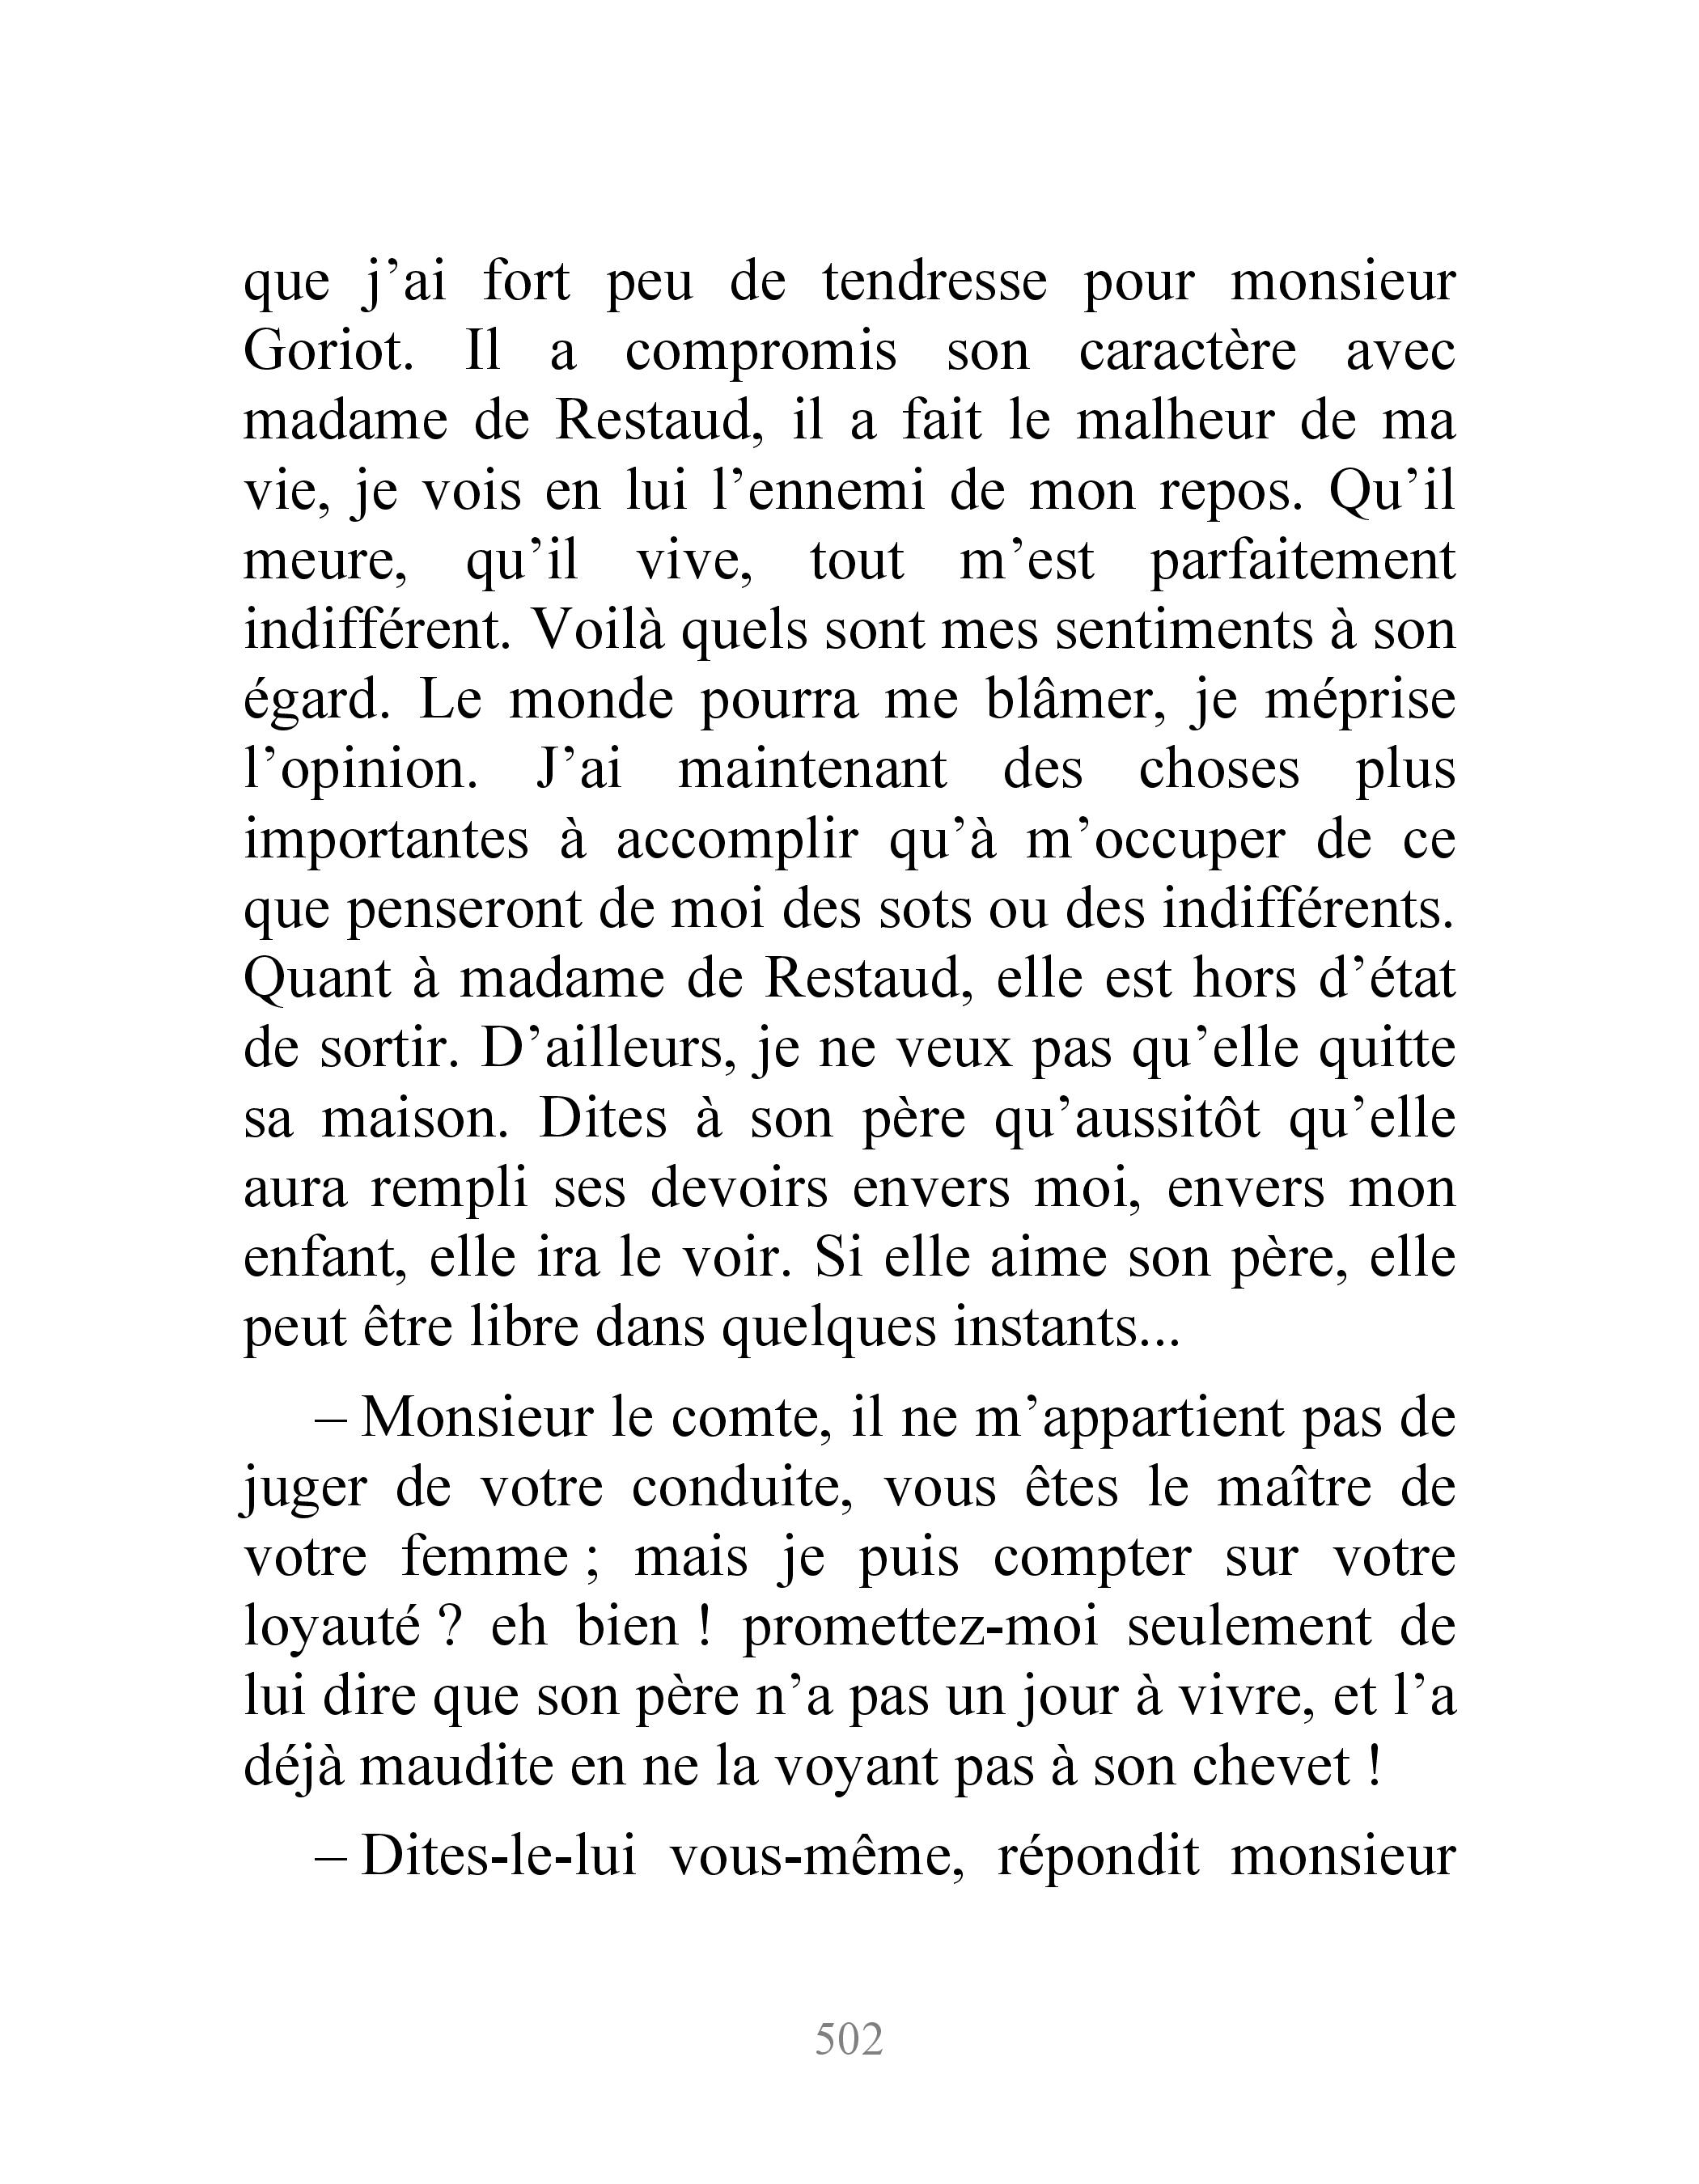 que j’ai fort peu de tendresse pour monsieur
Goriot. Il a compromis son caractère avec
madame de Restaud, il a fait le malheur de ma
vie, je vois en lui l’ennemi de mon repos. Qu’il
meure, qu’il vive, tout m’est parfaitement
indifférent. Voilà quels sont mes sentiments à son
égard. Le monde pourra me blâmer, je méprise
l’opinion. J’ai maintenant des choses plus
importantes à accomplir qu’à m’occuper de ce
que penseront de moi des sots ou des indifférents.
Quant à madame de Restaud, elle est hors d’état
de sortir. D’ailleurs, je ne veux pas qu’elle quitte
sa maison. Dites à son père qu’aussitôt qu’elle
aura rempli ses devoirs envers moi, envers mon
enfant, elle ira le voir. Si elle aime son père, elle
peut être libre dans quelques instants...
– Monsieur le comte, il ne m’appartient pas de
juger de votre conduite, vous êtes le maître de
votre femme ; mais je puis compter sur votre
loyauté ? eh bien ! promettez-moi seulement de
lui dire que son père n’a pas un jour à vivre, et l’a
déjà maudite en ne la voyant pas à son chevet !
– Dites-le-lui vous-même, répondit monsieur
502